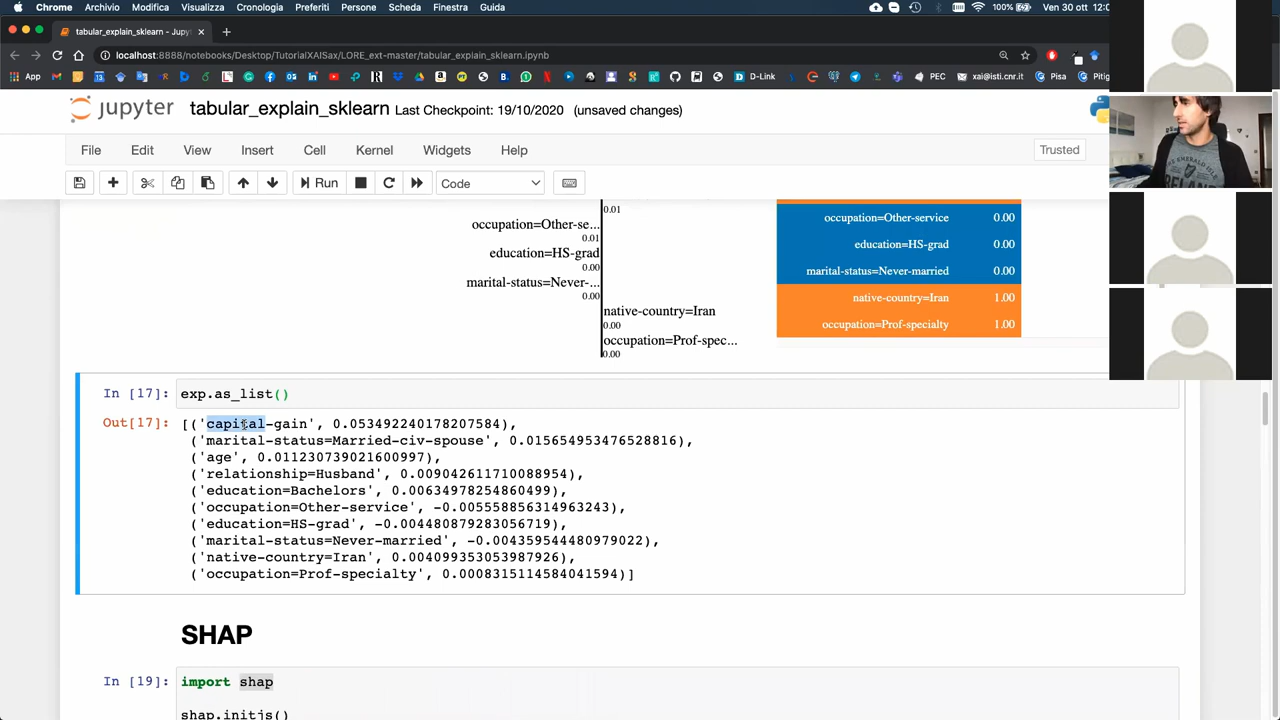 Chrome Archivio Modifica Visualizza Cronologia Preferiti Persone Scheda Finestra Guida 100% Ven 30 ott
tabular_explain_sklearn - Jupyt
localhost:8888/notebooks/Desktop/TutorialXAISax/LORE_ext-master/tabular_explain_sklearn.ipynb
App D-Link PEC xai@isti.cnr.it Pisa Pitig
jupyter tabular_explain_sklearn Last Checkpoint: 19/10/2020 (unsaved changes)
File Edit View Insert Cell Kernel Widgets Help Trusted
Run Code
0.01
occupation=Other-service 0.00
occupation=Other-se...
0.01
education=HS-grad 0.00
education=HS-grad
0.00
marital-status=Never-married 0.00
marital-status=Never-...
0.00
native-country=Iran 1.00
native-country=Iran
0.00
occupation=Prof-specialty 1.00
occupation=Prof-spec...
0.00
In [17]: exp.as_list()
Out[17]: [('capital-gain', 0.053492240178207584),
('marital-status=Married-civ-spouse', 0.015654953476528816),
('age', 0.011230739021600997),
('relationship=Husband', 0.009042611710088954),
('education=Bachelors', 0.00634978254860499),
('occupation=Other-service', -0.005558856314963243),
('education=HS-grad', -0.004480879283056719),
('marital-status=Never-married', -0.004359544480979022),
('native-country=Iran', 0.004099353053987926),
('occupation=Prof-specialty', 0.0008315114584041594)]
SHAP
In [19]: import shap
shap.initjs()